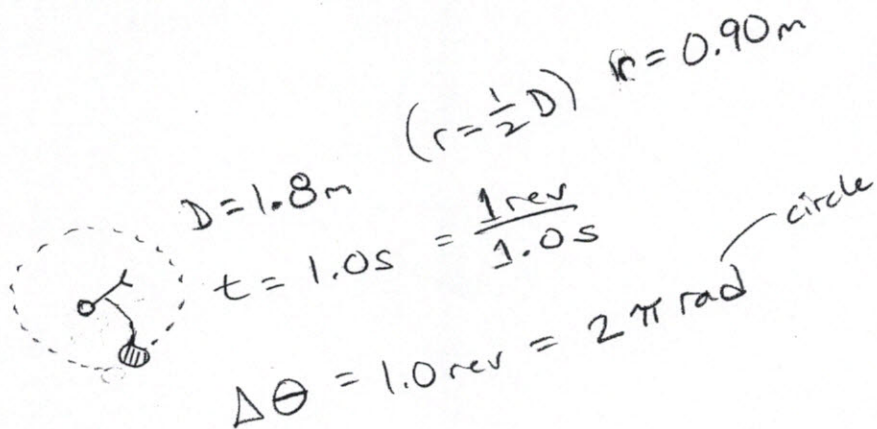 (r=½D) r = 0.90m
D=1.8m
t = 1.0s = 1rev/1.0s
circle
Δθ = 1.0rev = 2π rad